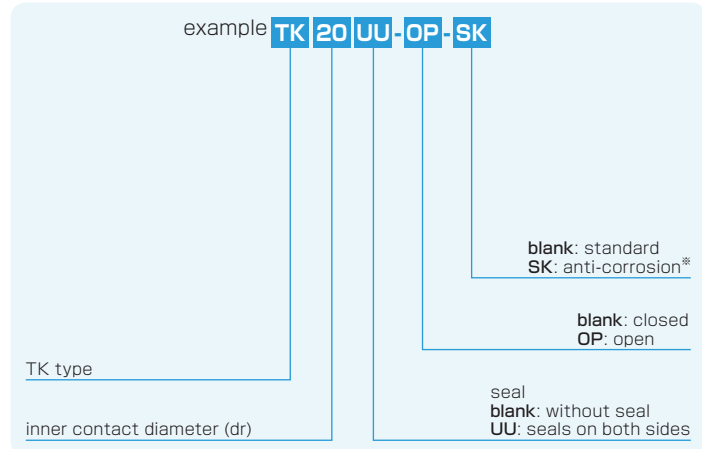 example TK 20 UU - OP - SK
blank: standard
SK: anti-corrosion※
blank: closed
OP: open
TK type
seal
blank: without seal
inner contact diameter (dr)
UU: seals on both sides